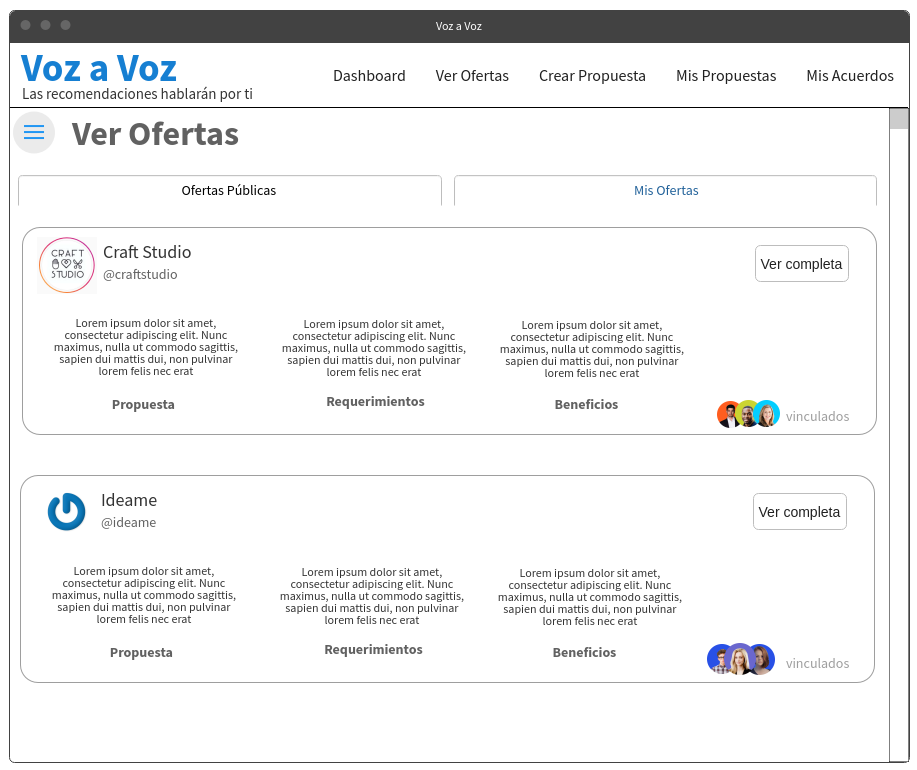 Voz a Voz
Voz a Voz
Las recomendaciones hablarán por ti
Dashboard
Ver Ofertas
Crear Propuesta
Mis Propuestas
Mis Acuerdos
Ver Ofertas
Ofertas Públicas
Mis Ofertas
CRAFT
STUDIO
Craft Studio
@craftstudio
Ver completa
Lorem ipsum dolor sit amet,
consectetur adipiscing elit. Nunc
maximus, nulla ut commodo sagittis,
sapien dui mattis dui, non pulvinar
lorem felis nec erat
Propuesta
Lorem ipsum dolor sit amet,
consectetur adipiscing elit. Nunc
maximus, nulla ut commodo sagittis,
sapien dui mattis dui, non pulvinar
lorem felis nec erat
Requerimientos
Lorem ipsum dolor sit amet,
consectetur adipiscing elit. Nunc
maximus, nulla ut commodo sagittis,
sapien dui mattis dui, non pulvinar
lorem felis nec erat
Beneficios
vinculados
Ideame
@ideame
Ver completa
Lorem ipsum dolor sit amet,
consectetur adipiscing elit. Nunc
maximus, nulla ut commodo sagittis,
sapien dui mattis dui, non pulvinar
lorem felis nec erat
Propuesta
Lorem ipsum dolor sit amet,
consectetur adipiscing elit. Nunc
maximus, nulla ut commodo sagittis,
sapien dui mattis dui, non pulvinar
lorem felis nec erat
Requerimientos
Lorem ipsum dolor sit amet,
consectetur adipiscing elit. Nunc
maximus, nulla ut commodo sagittis,
sapien dui mattis dui, non pulvinar
lorem felis nec erat
Beneficios
vinculados